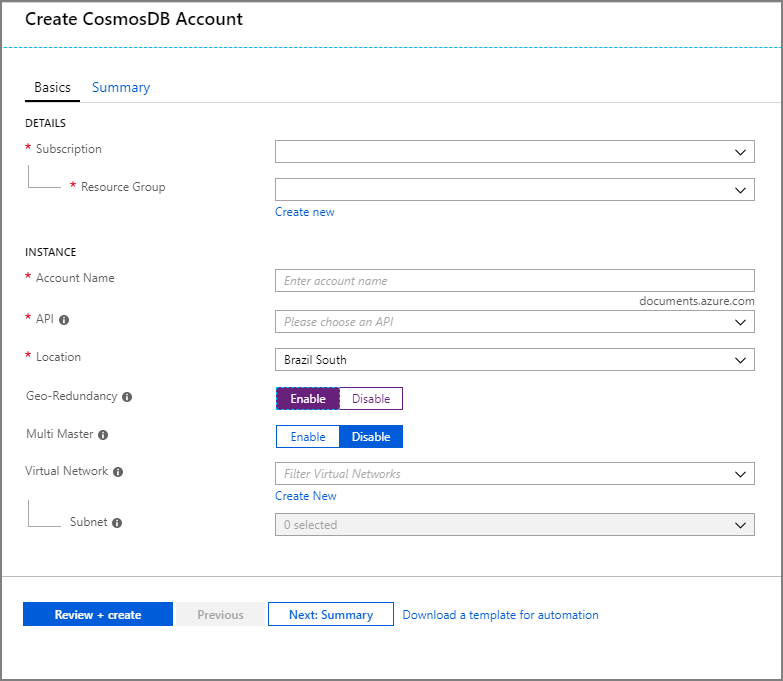 Create CosmosDB Account
Basics Summary
DETAILS
* Subscription
* Resource Group
Create new
INSTANCE
* Account Name Enter account name
documents.azure.com
* API Please choose an API
* Location Brazil South
Geo-Redundancy Enable Disable
Multi Master Enable Disable
Virtual Network Filter Virtual Networks
Create New
Subnet 0 selected
Review + create Previous Next: Summary Download a template for automation